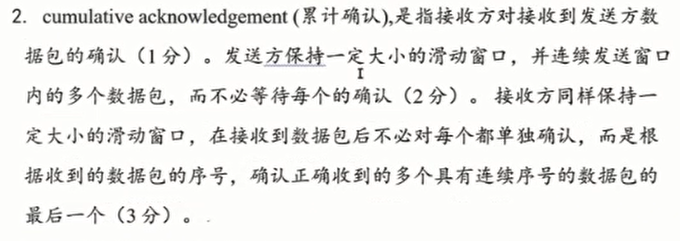 2. cumulative acknowledgement (累计确认),是指接收方对接收到发送方数
据包的确认（1 分）。发送方保持一定大小的滑动窗口，并连续发送窗口
内的多个数据包，而不必等待每个的确认（2 分）。 接收方同样保持一
定大小的滑动窗口，在接收到数据包后不必对每个都单独确认，而是根
据收到的数据包的序号，确认正确收到的多个具有连续序号的数据包的
最后一个（3 分）。